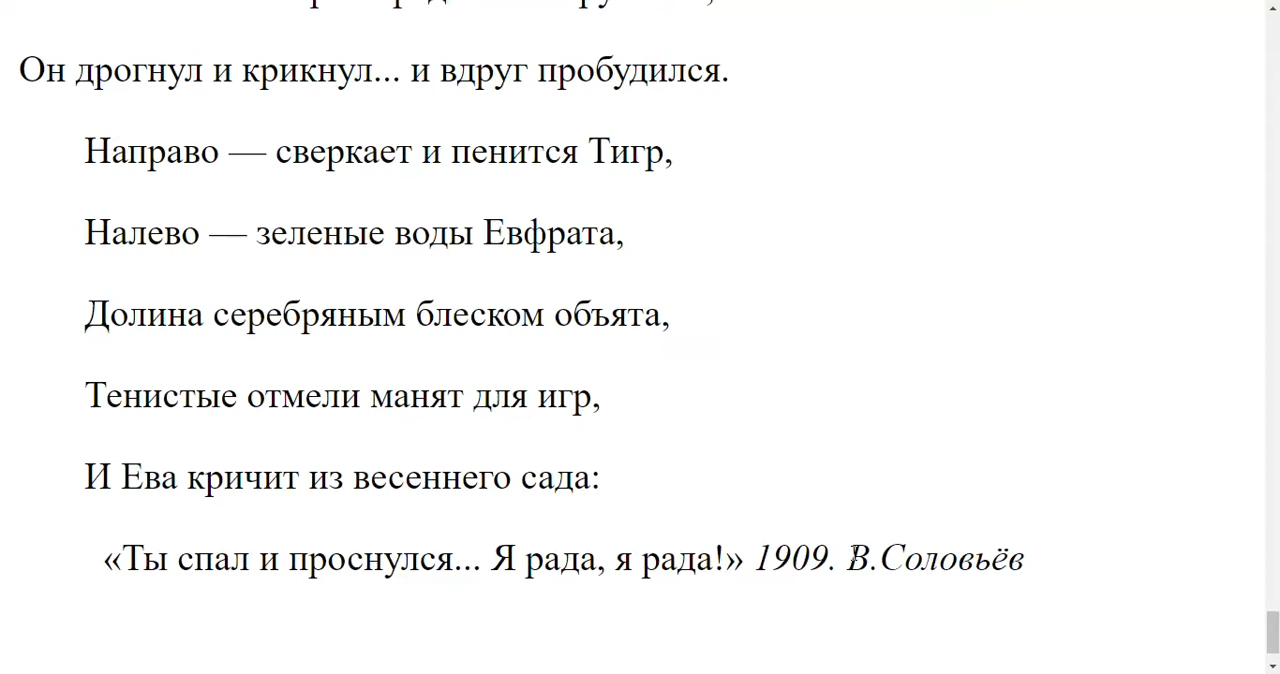 Он дрогнул и крикнул... и вдруг пробудился.
Направо — сверкает и пенится Тигр,
Налево — зеленые воды Евфрата,
Долина серебряным блеском объята,
Тенистые отмели манят для игр,
И Ева кричит из весеннего сада:
«Ты спал и проснулся... Я рада, я рада!» 1909. В.Соловьёв